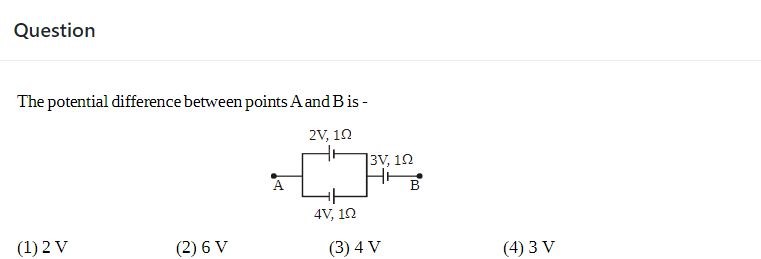 Question
The potential difference between points A and B is -
2V, 1Ω
3V, 1Ω
A
B
4V, 1Ω
(1) 2 V (2) 6 V (3) 4 V (4) 3 V